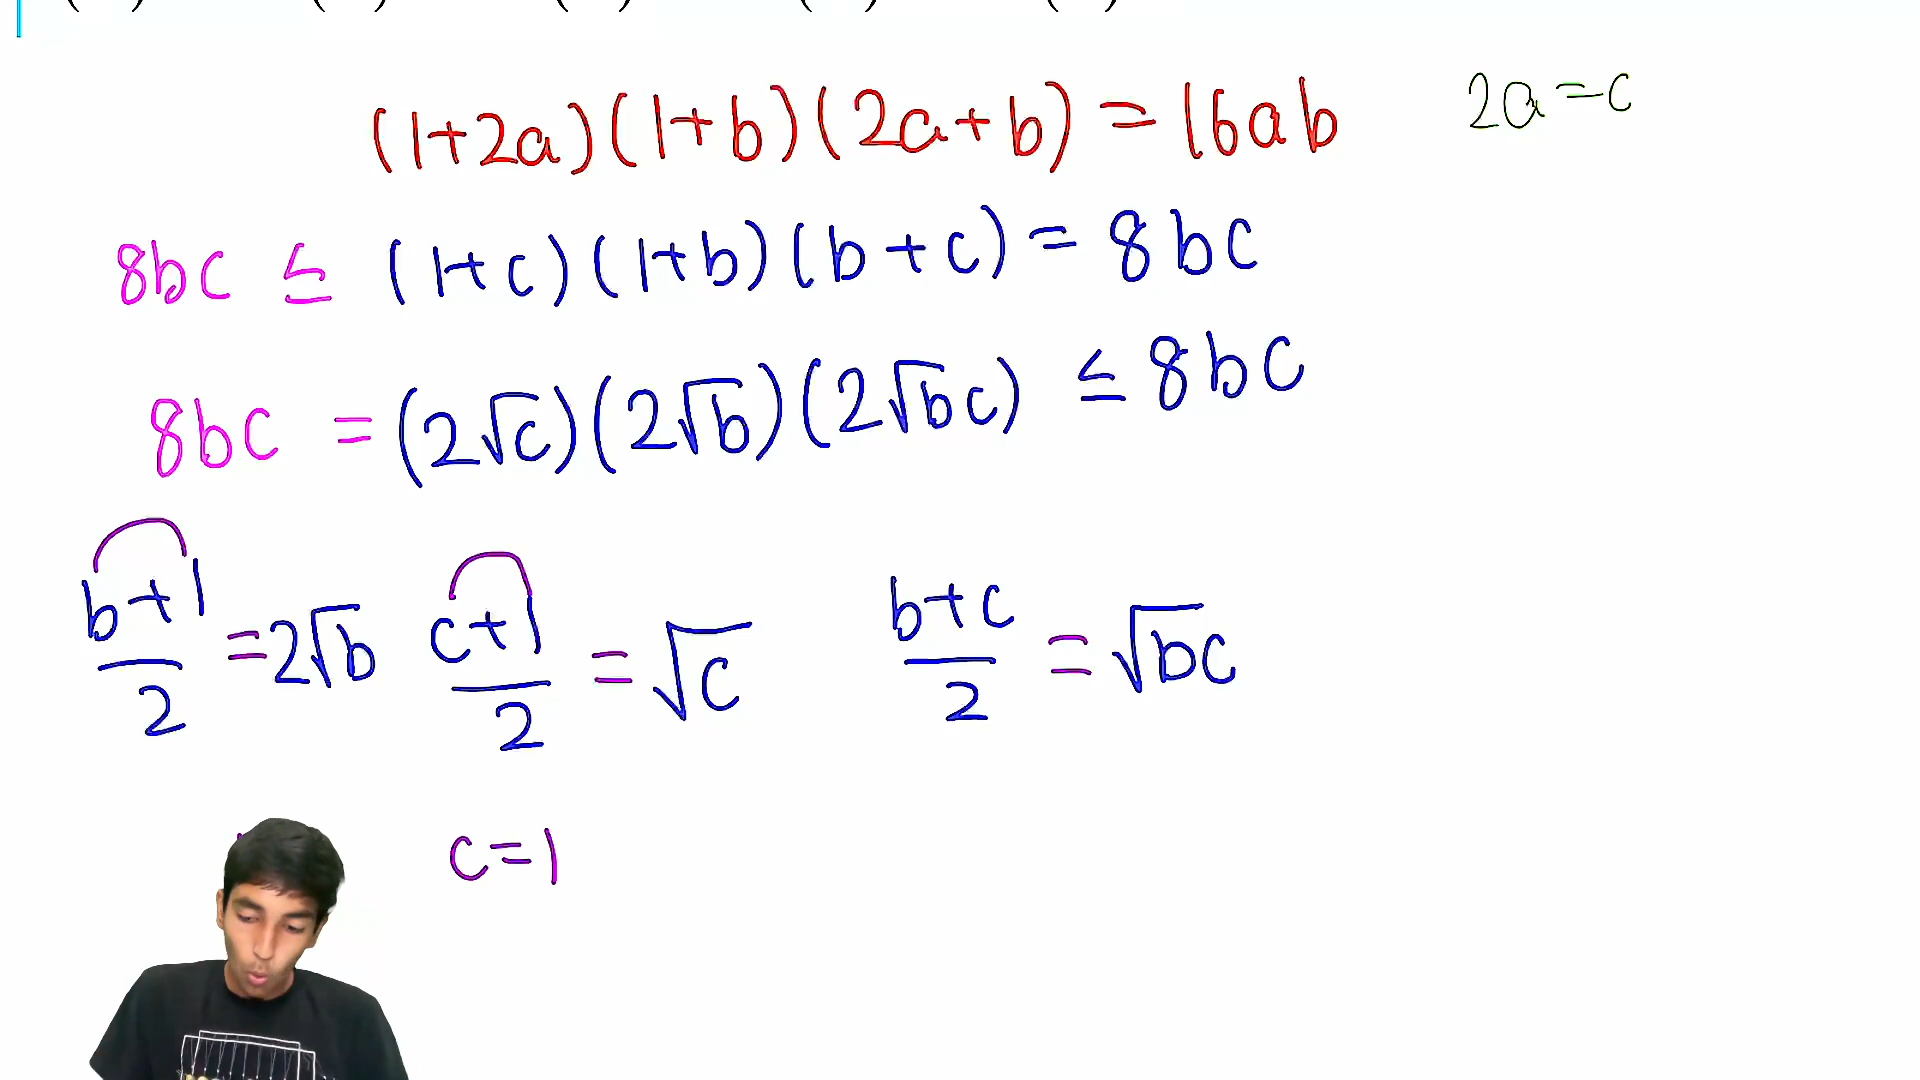 (1+2a)(1+b)(2a+b) = 16ab
2a=c
8bc ≤ (1+c)(1+b)(b+c) = 8bc
8bc = (2√c)(2√b)(2√bc) ≤ 8bc
b+1/2 = 2√b
c+1/2 = √c
b+c/2 = √bc
c=1